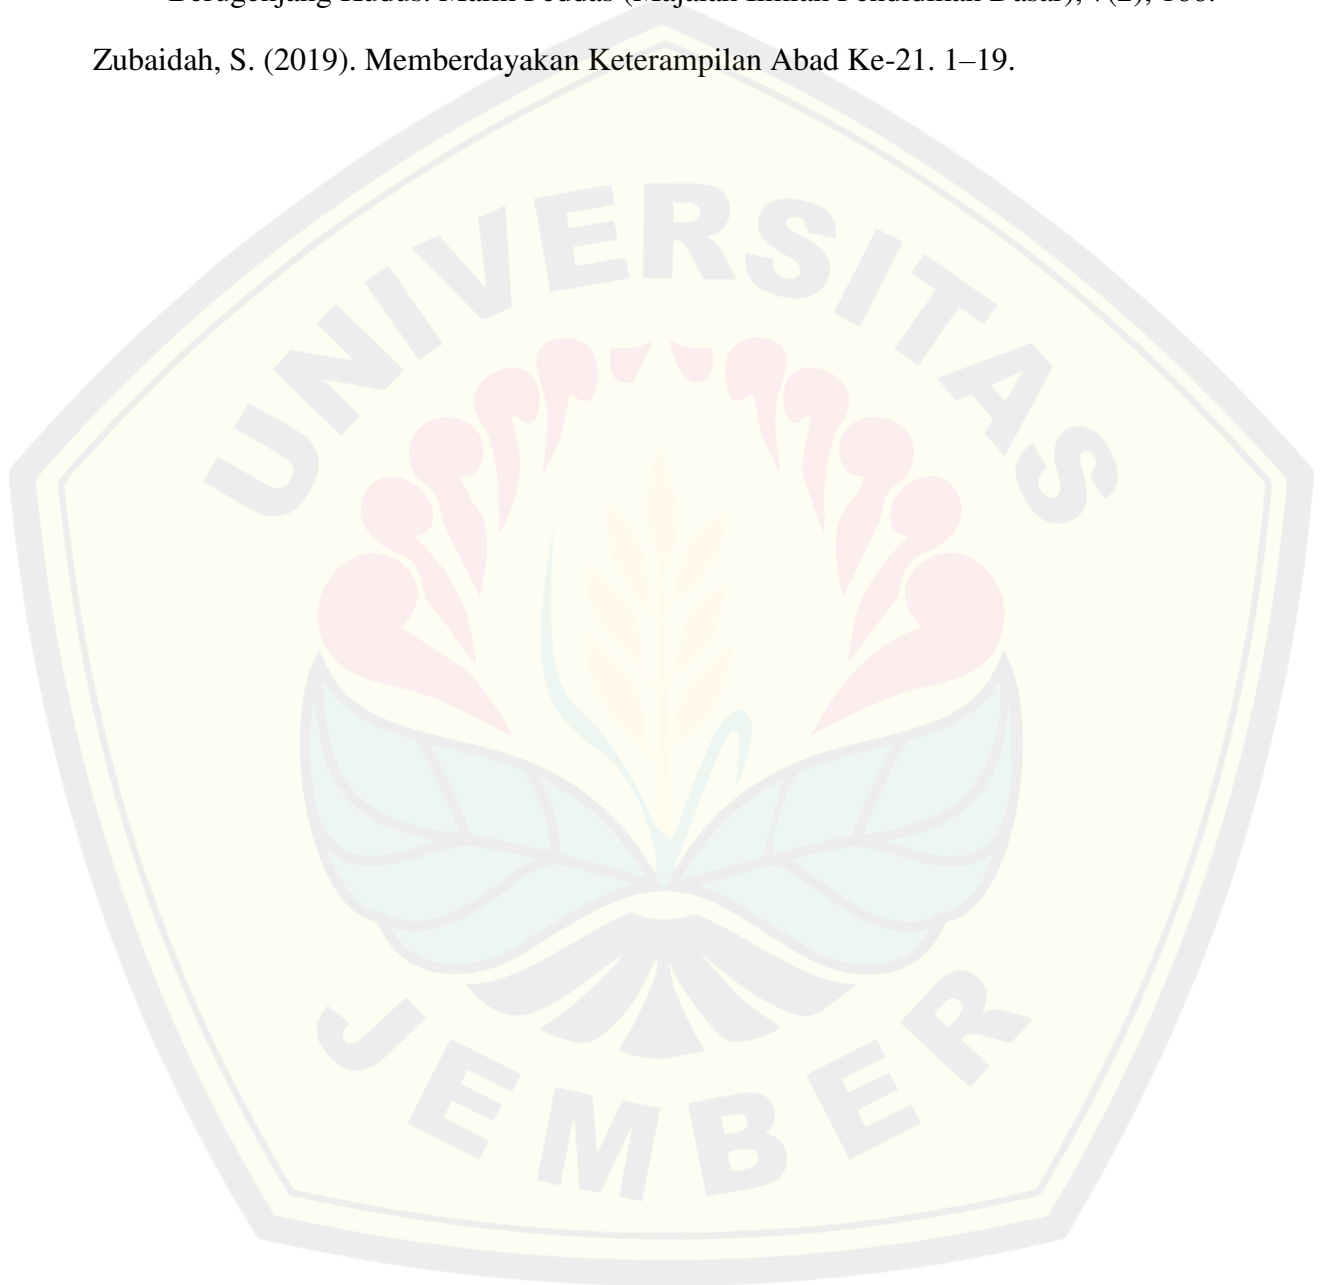 Zubaidah, S. (2019). Memberdayakan Keterampilan Abad Ke-21. 1–19.
UNIVERSITAS
JEMBER